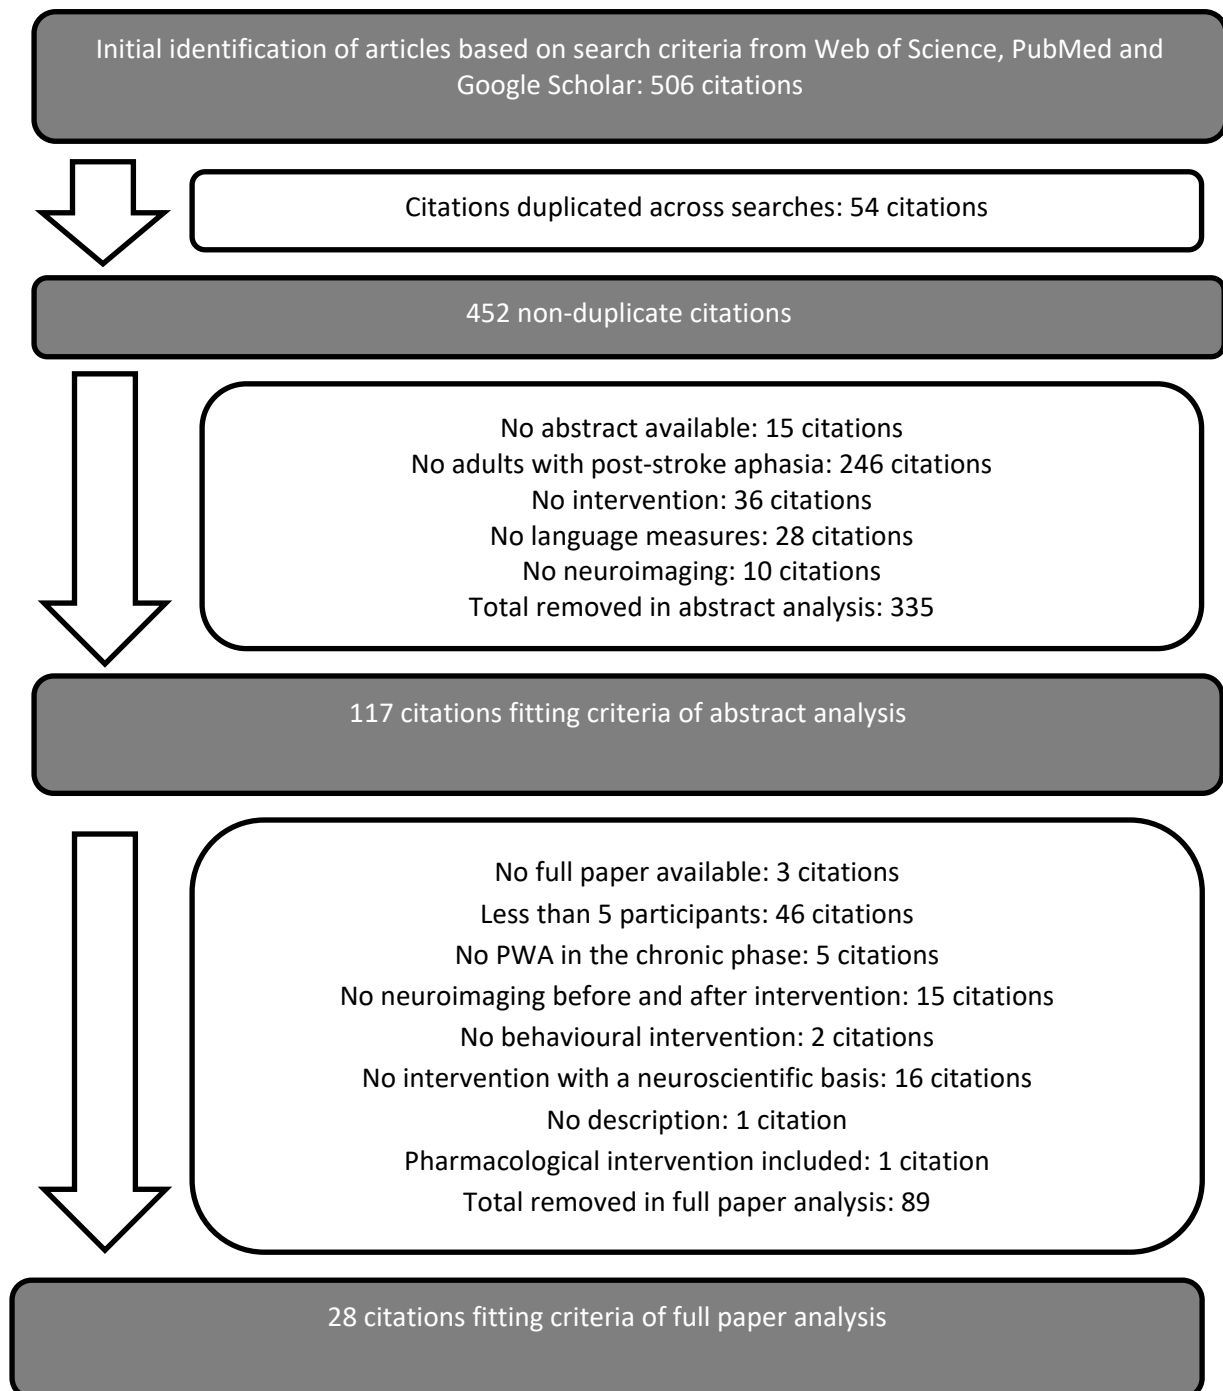 Initial identification of articles based on search criteria from Web of Science, PubMed and
Google Scholar: 506 citations
Citations duplicated across searches: 54 citations
452 non-duplicate citations
No abstract available: 15 citations
No adults with post-stroke aphasia: 246 citations
No intervention: 36 citations
No language measures: 28 citations
No neuroimaging: 10 citations
Total removed in abstract analysis: 335
117 citations fitting criteria of abstract analysis
No full paper available: 3 citations
Less than 5 participants: 46 citations
No PWA in the chronic phase: 5 citations
No neuroimaging before and after intervention: 15 citations
No behavioural intervention: 2 citations
No intervention with a neuroscientific basis: 16 citations
No description: 1 citation
Pharmacological intervention included: 1 citation
Total removed in full paper analysis: 89
28 citations fitting criteria of full paper analysis